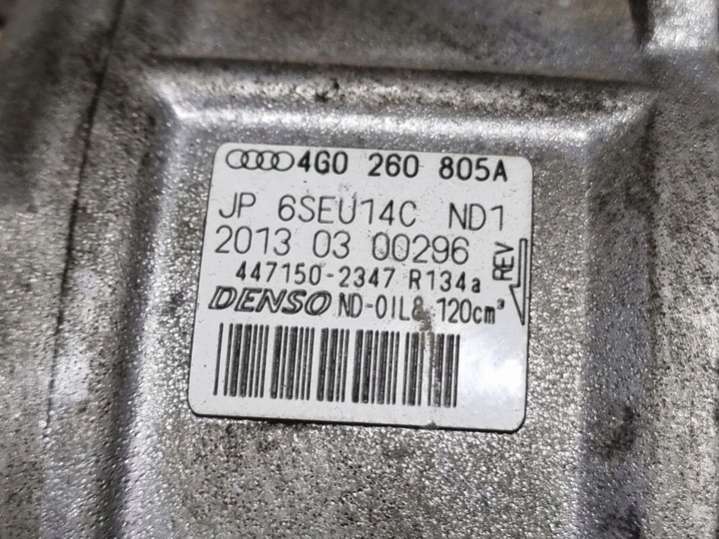 4G0 260 805A
JP 6SEU14C ND1
2013 03 00296
447150-2347 R134a
REV
DENSO ND-OIL8 120cm³